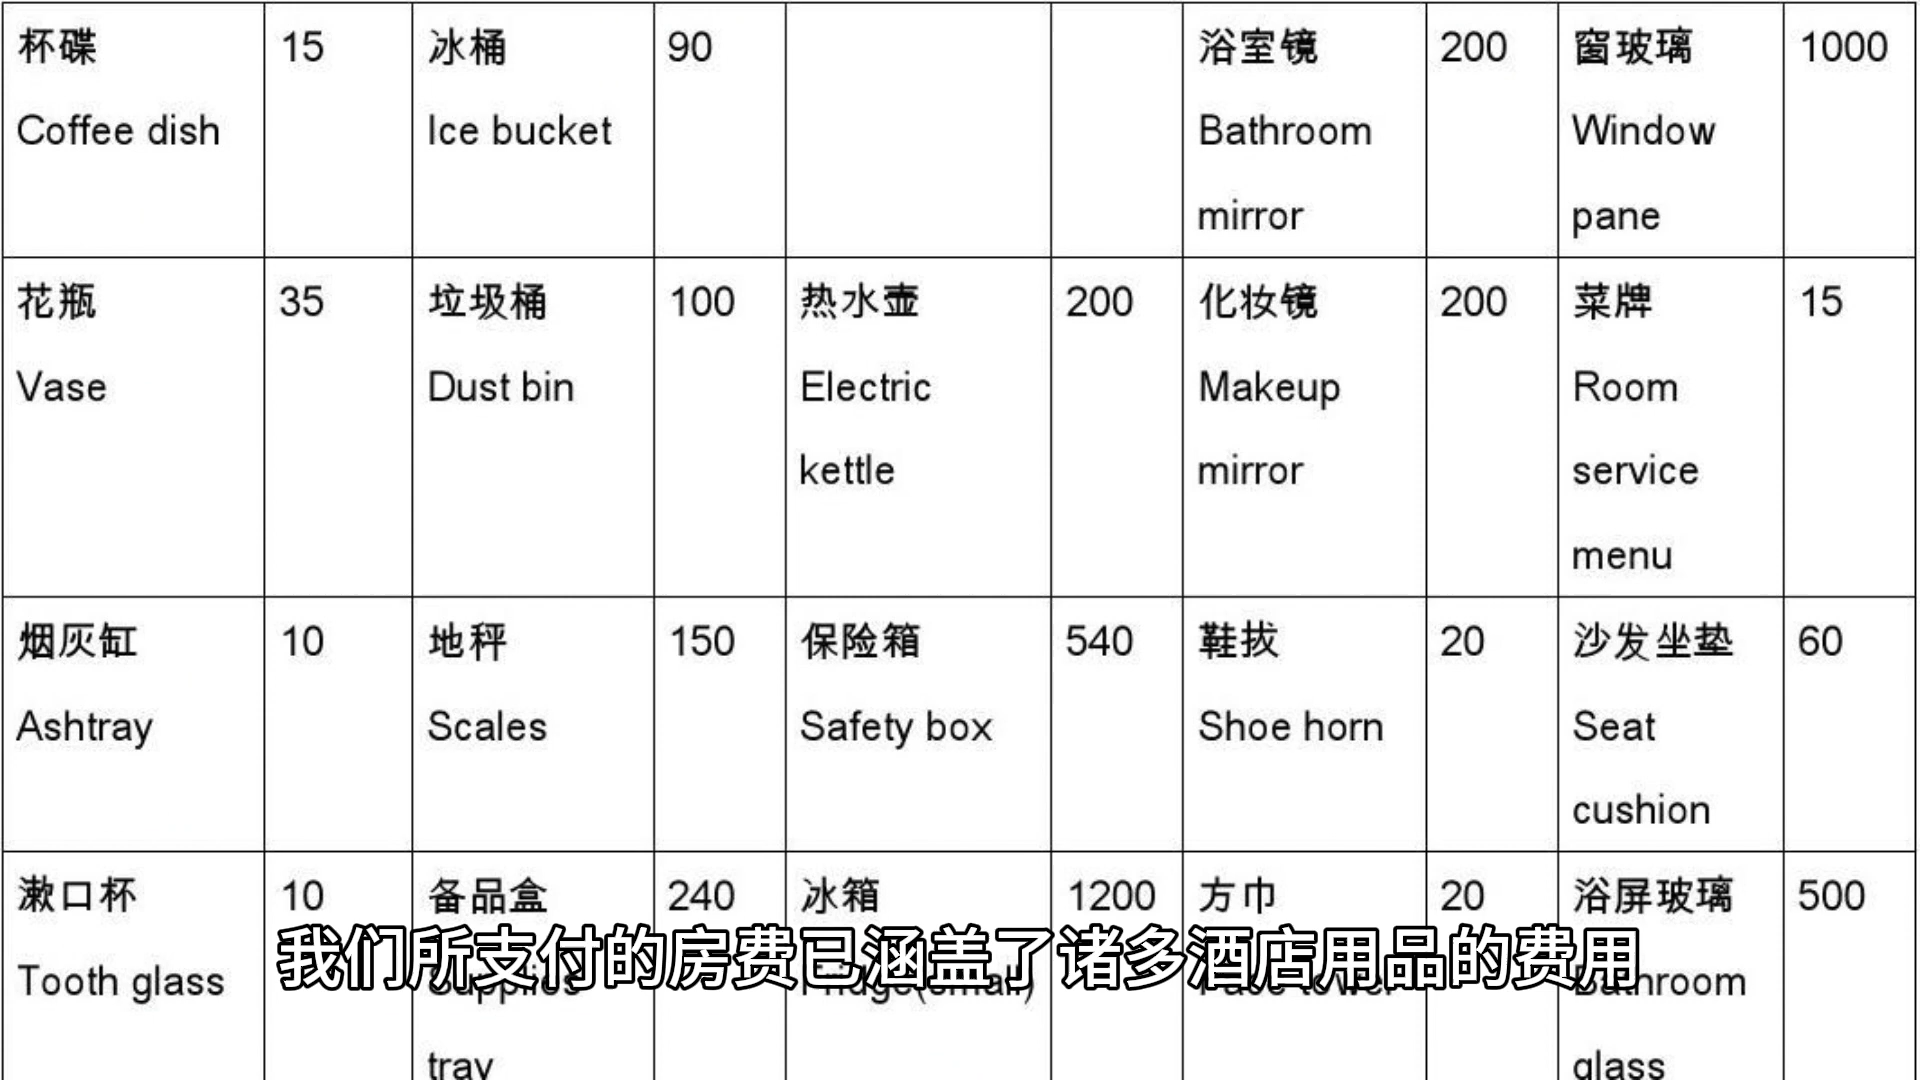 杯碟 15 冰桶 90 浴室镜 200 窗玻璃 1000
Coffee dish Ice bucket Bathroom Window
mirror pane
花瓶 35 垃圾桶 100 热水壶 200 化妆镜 200 菜牌 15
Vase Dust bin Electric Makeup Room
kettle mirror service
menu
烟灰缸 10 地秤 150 保险箱 540 鞋拔 20 沙发坐垫 60
Ashtray Scales Safety box Shoe horn Seat
cushion
漱口杯 10 备品盒 240 冰箱 1200 方巾 20 浴屏玻璃 500
我们所支付的房费已涵盖了诸多酒店用品的费用
Tooth glass Supplies Fridge(small) Face towel Bathroom
tray glass